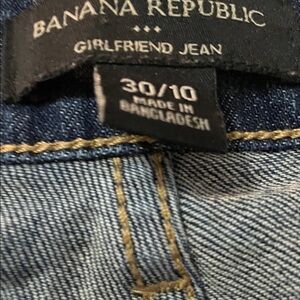 BANANA REPUBLIC
GIRLFRIEND JEAN
30/10
MADE IN
BANGLADESH